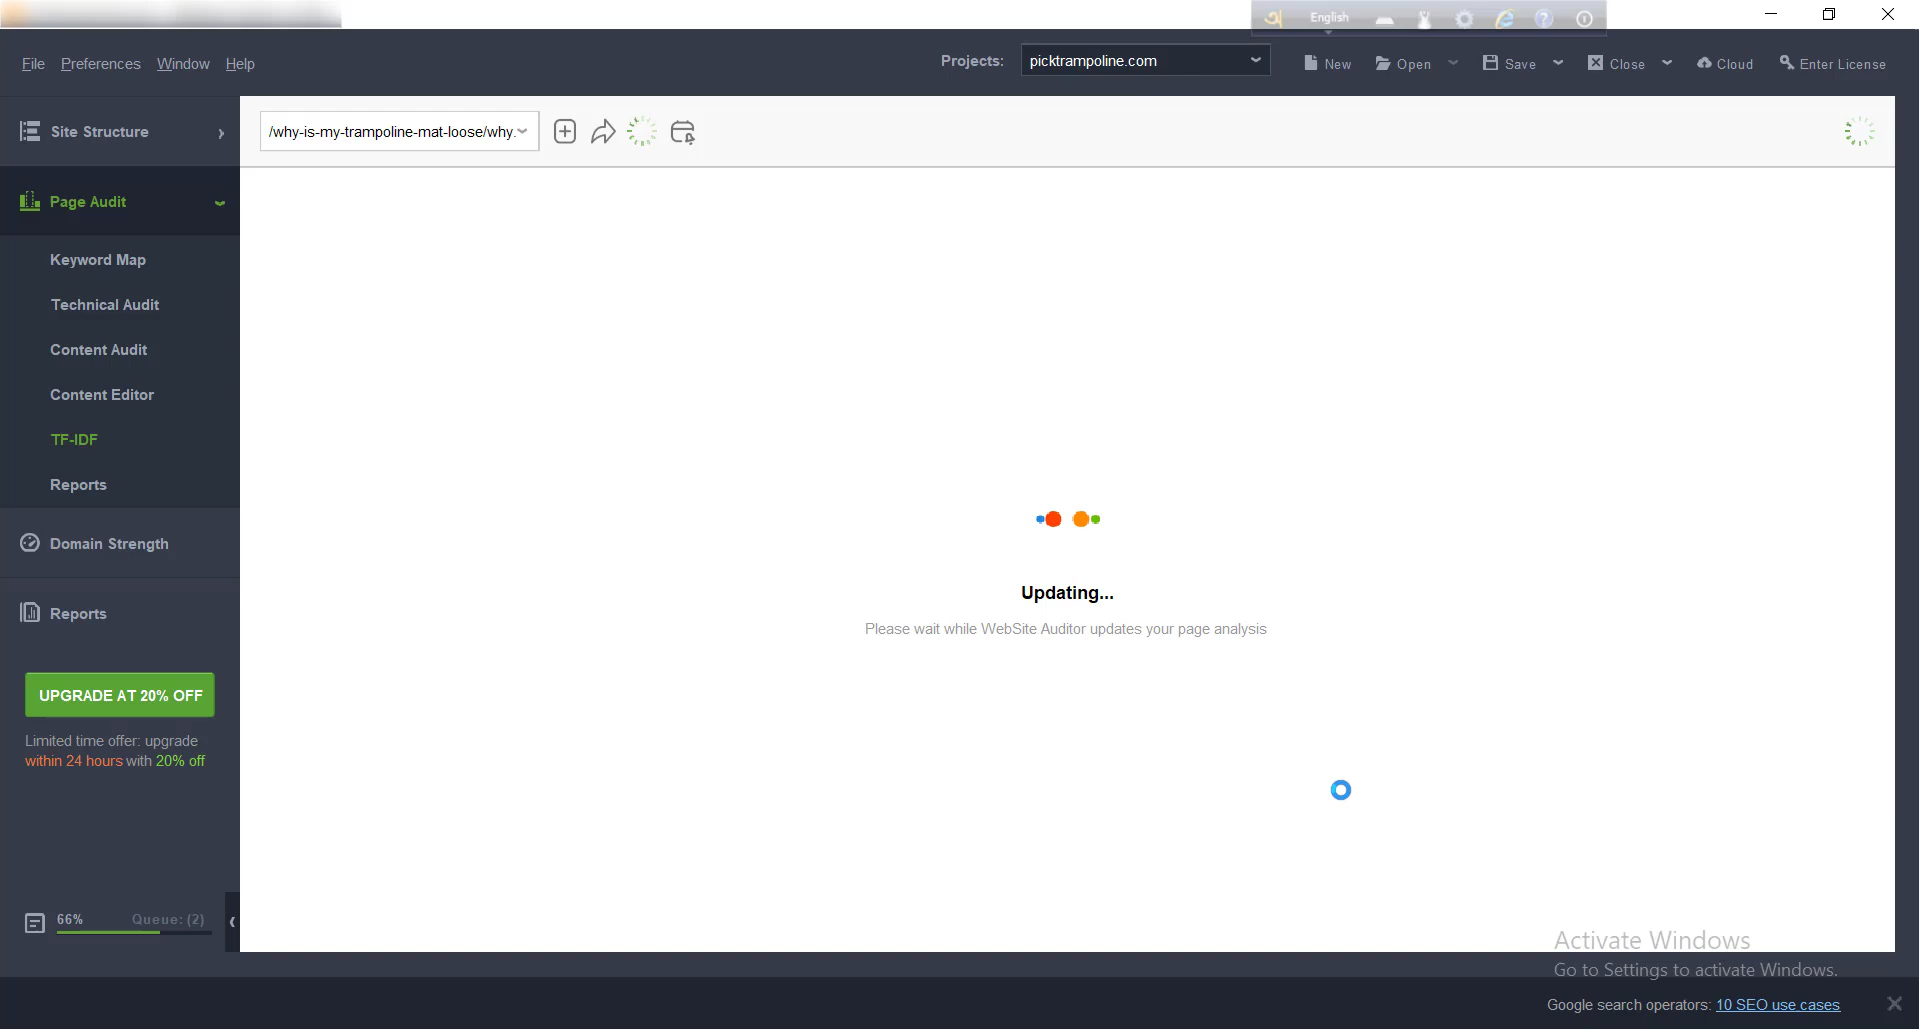 English
File Preferences Window Help
Projects: picktrampoline.com New Open Save Close Cloud Enter License
Site Structure
/why-is-my-trampoline-mat-loose/why.
Page Audit
Keyword Map
Technical Audit
Content Audit
Content Editor
TF-IDF
Reports
Domain Strength
Reports
UPGRADE AT 20% OFF
Limited time offer: upgrade
within 24 hours with 20% off
66% Queue: (2)
Updating...
Please wait while WebSite Auditor updates your page analysis
Activate Windows
Go to Settings to activate Windows.
Google search operators: 10 SEO use cases